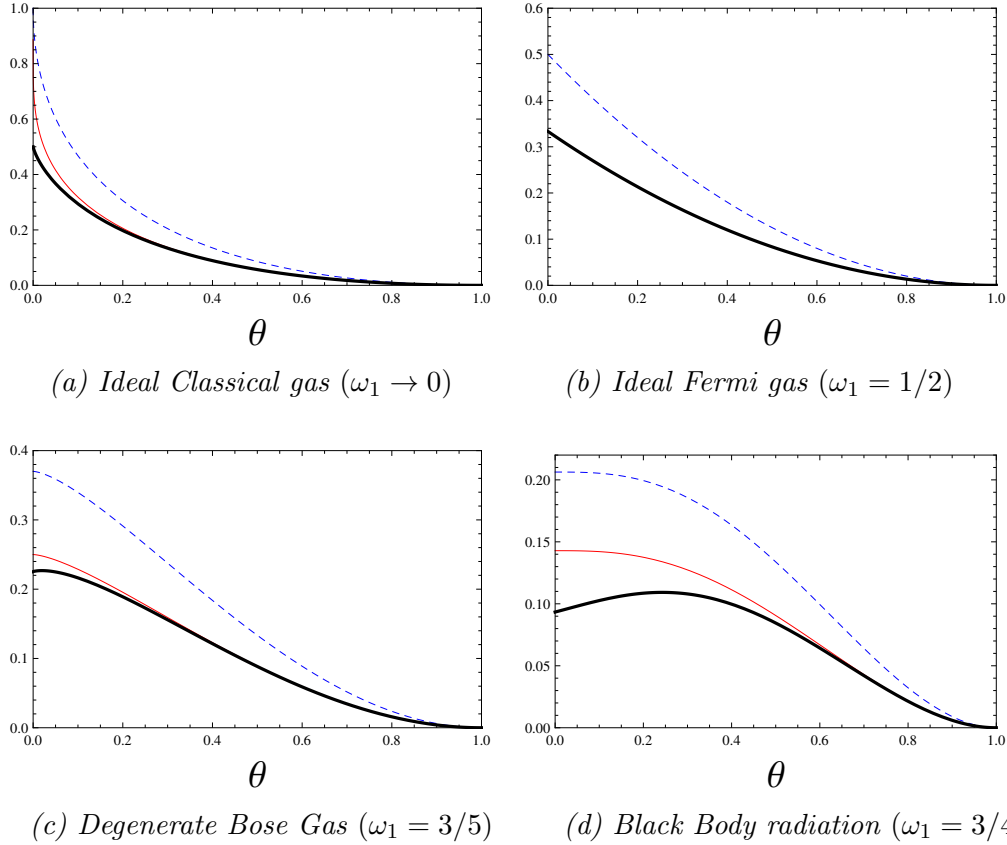 1.0
0.8
0.6
0.4
0.2
0.0
0.0 0.2 0.4 0.6 0.8 1.0
θ
(a) Ideal Classical gas (ω₁ → 0)
0.6
0.5
0.4
0.3
0.2
0.1
0.0
0.0 0.2 0.4 0.6 0.8 1.0
θ
(b) Ideal Fermi gas (ω₁ = 1/2)
0.4
0.3
0.2
0.1
0.0
0.0 0.2 0.4 0.6 0.8 1.0
θ
(c) Degenerate Bose Gas (ω₁ = 3/5)
0.20
0.15
0.10
0.05
0.00
0.0 0.2 0.4 0.6 0.8 1.0
θ
(d) Black Body radiation (ω₁ = 3/4